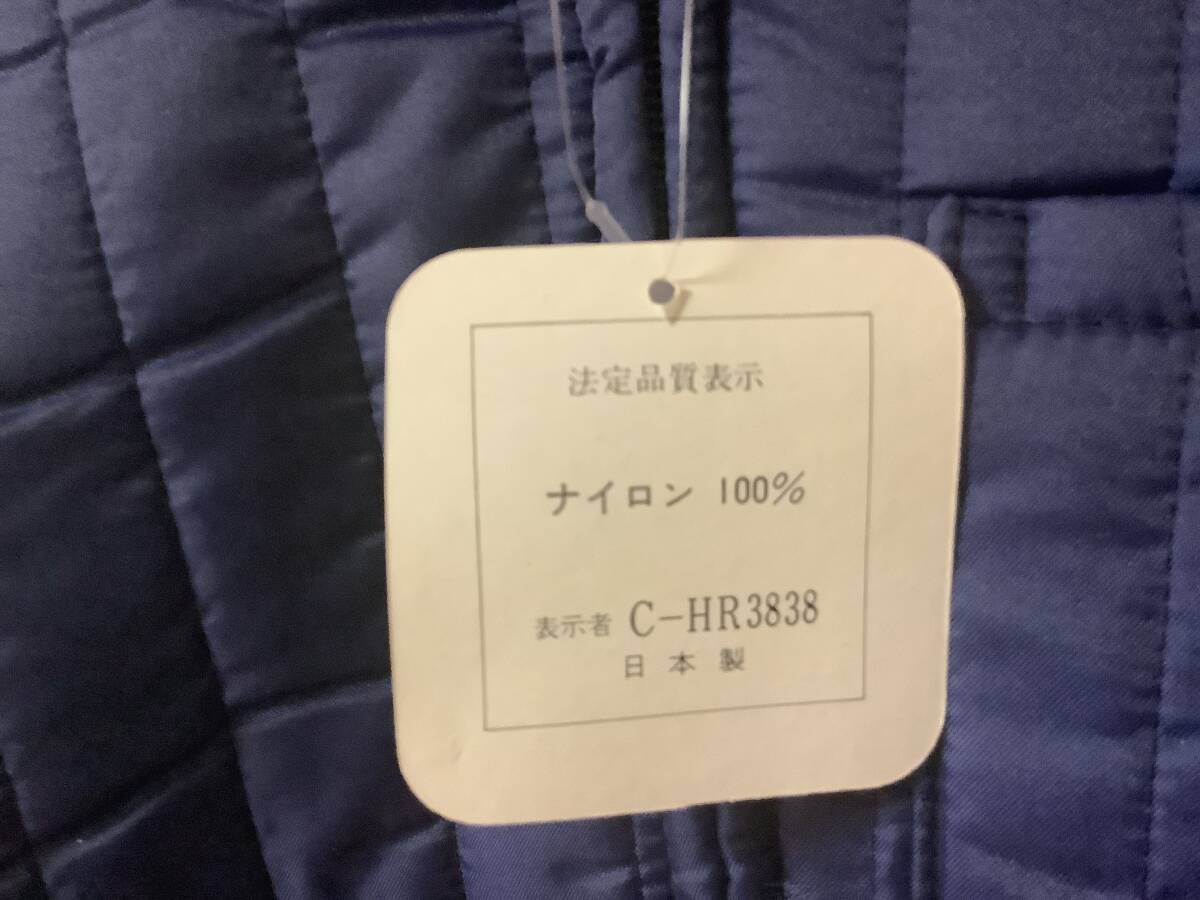 法定品質表示
ナイロン 100%
表示者 C-HR3838
日本製